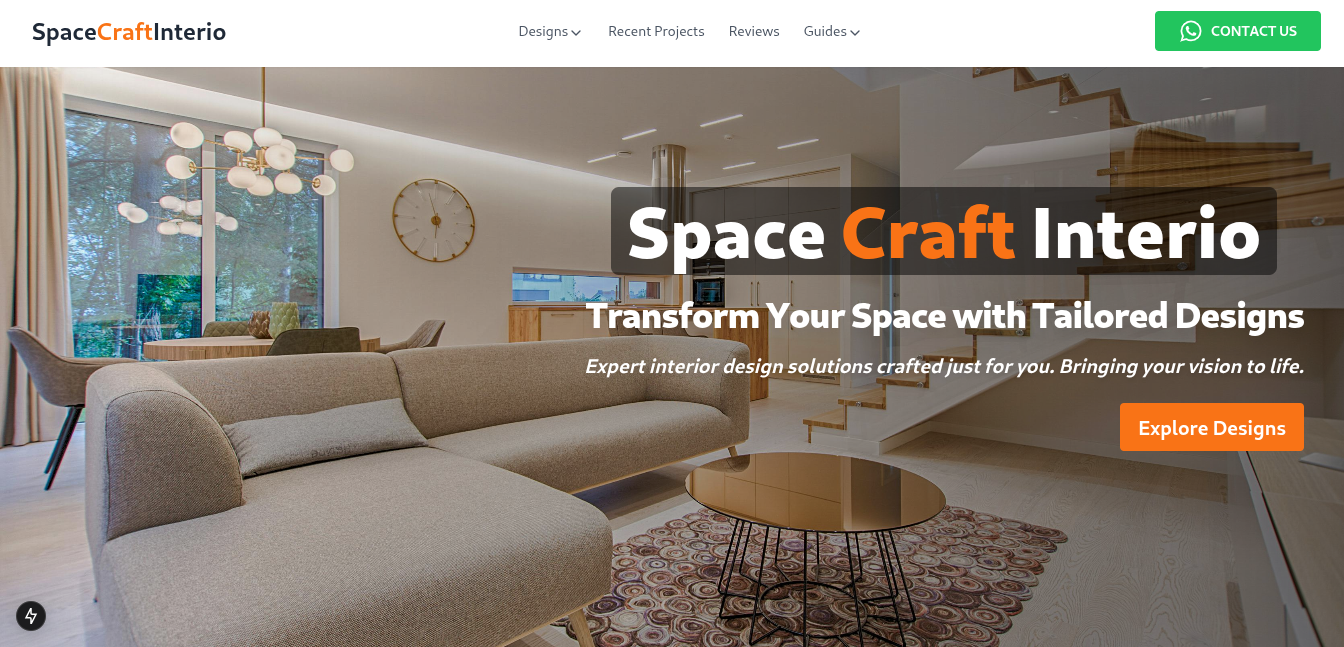 SpaceCraftInterio
Designs
Recent Projects
Reviews
Guides
CONTACT US
Space Craft Interio
Transform Your Space with Tailored Designs
Expert interior design solutions crafted just for you. Bringing your vision to life.
Explore Designs